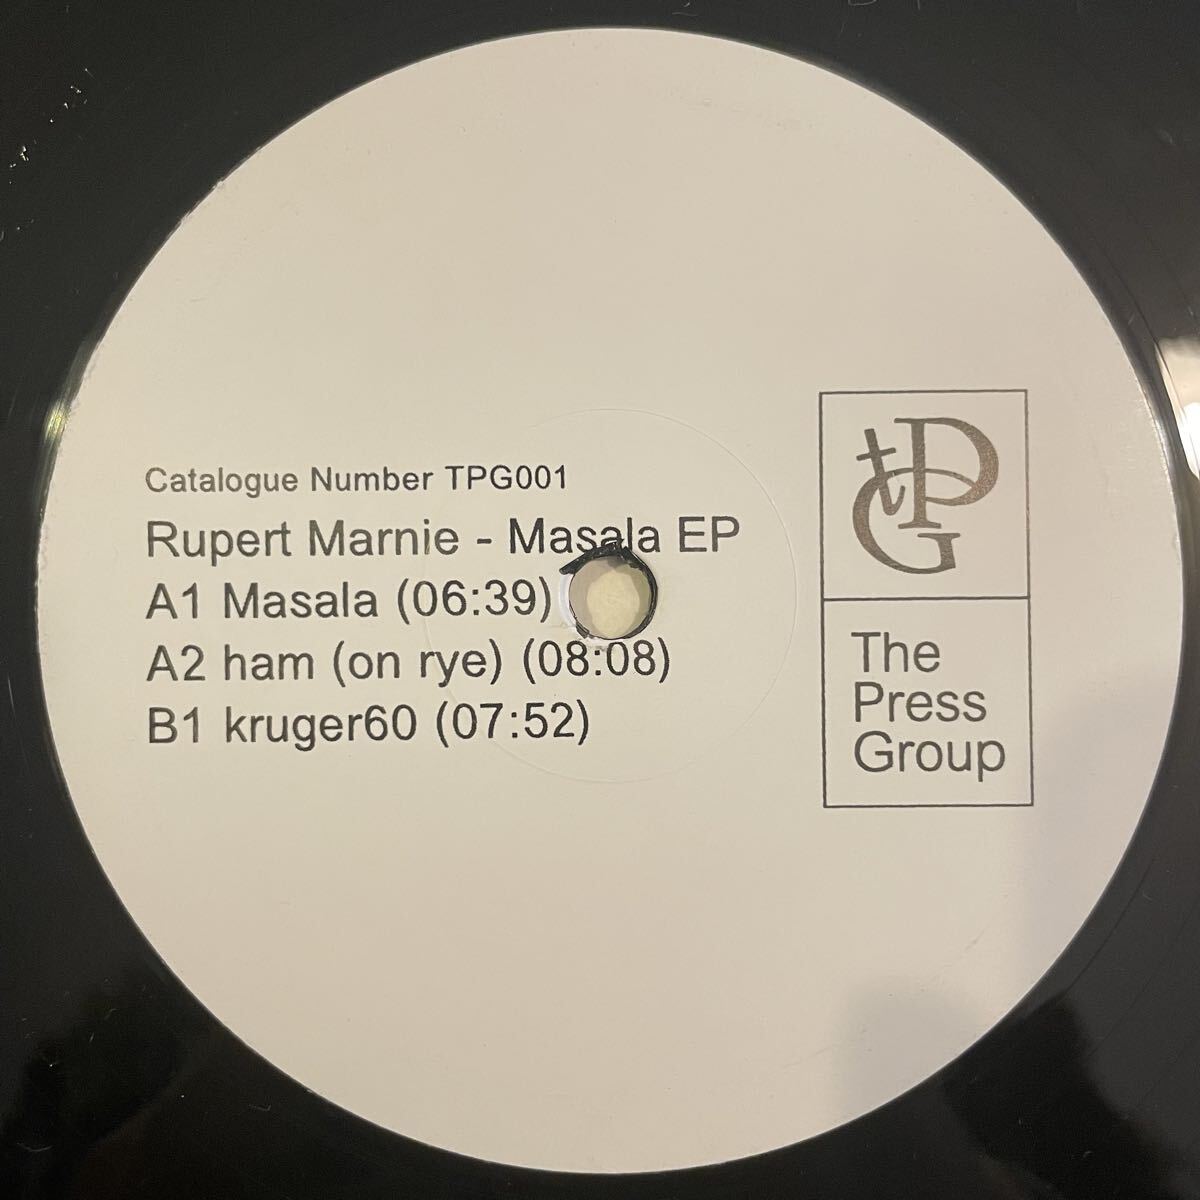 Catalogue Number TPG001
Rupert Marnie - Masala EP
A1 Masala (06:39)
A2 ham (on rye) (08:08)
B1 kruger60 (07:52)
tPG
The
Press
Group